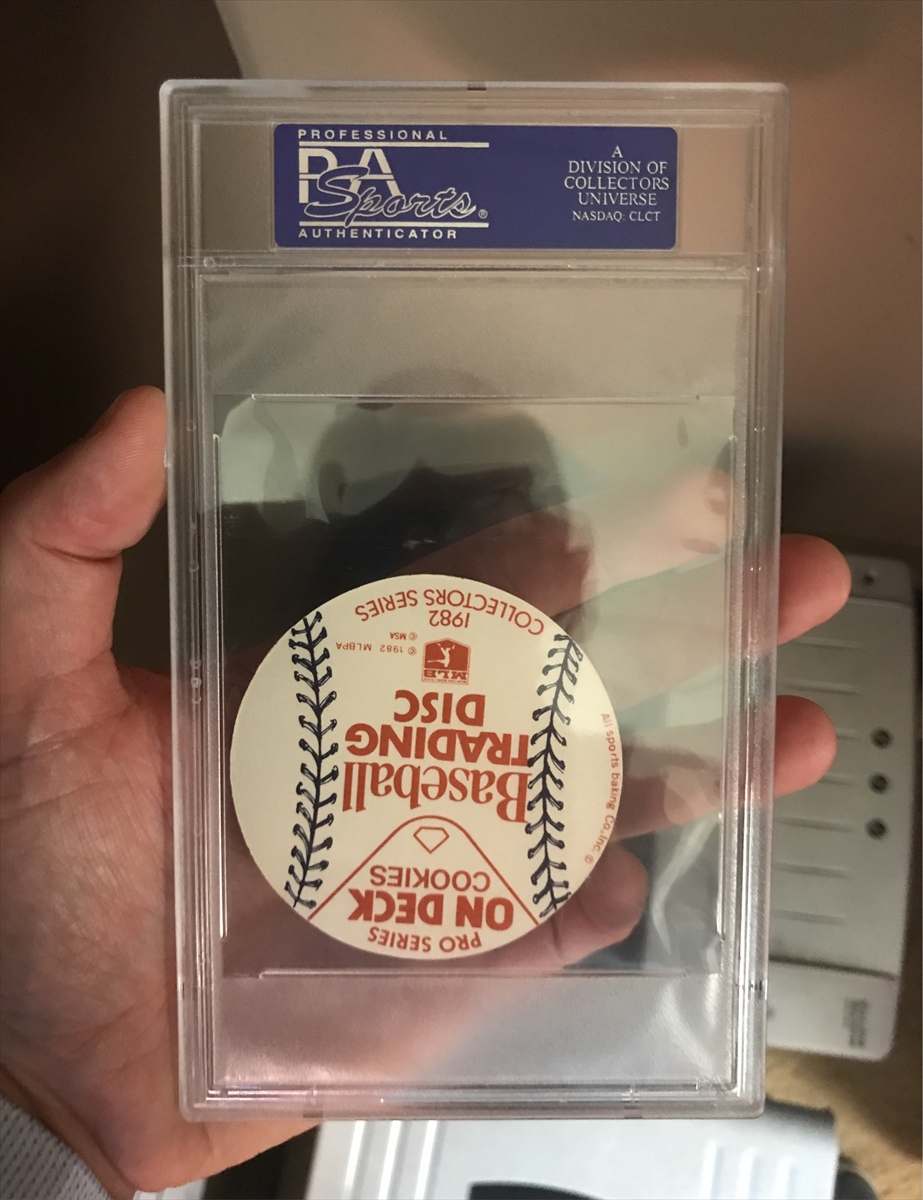 PROFESSIONAL
PSA
Sports®
AUTHENTICATOR
A
DIVISION OF
COLLECTORS
UNIVERSE
NASDAQ: CLCT
PRO SERIES
ON DECK
COOKIES
Baseball
TRADING
DISC
MLB
© 1982 MLBPA
© MSA
1982
COLLECTORS SERIES
All sports baking Co., Inc. ©